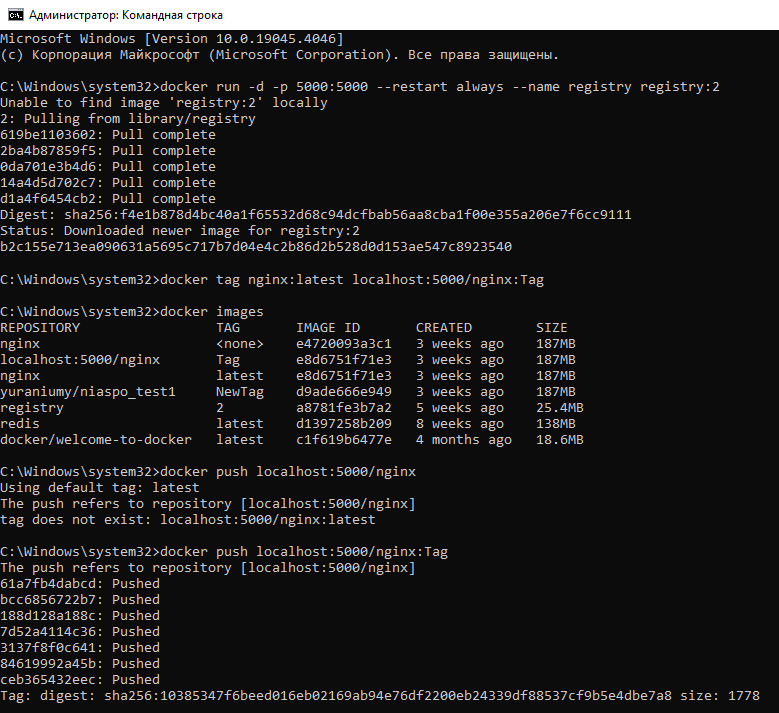 Администратор: Командная строка
Microsoft Windows [Version 10.0.19045.4046]
(c) Корпорация Майкрософт (Microsoft Corporation). Все права защищены.
C:\Windows\system32>docker run -d -p 5000:5000 --restart always --name registry registry:2
Unable to find image 'registry:2' locally
2: Pulling from library/registry
619be1103602: Pull complete
2ba4b87859f5: Pull complete
0da701e3b4d6: Pull complete
14a4d5d702c7: Pull complete
d1a4f6454cb2: Pull complete
Digest: sha256:f4e1b878d4bc40a1f65532d68c94dcfbab56aa8cba1f00e355a206e7f6cc9111
Status: Downloaded newer image for registry:2
b2c155e713ea090631a5695c717b7d04e4c2b86d2b528d0d153ae547c8923540
C:\Windows\system32>docker tag nginx:latest localhost:5000/nginx:Tag
C:\Windows\system32>docker images
REPOSITORY TAG IMAGE ID CREATED SIZE
nginx <none> e4720093a3c1 3 weeks ago 187MB
localhost:5000/nginx Tag e8d6751f71e3 3 weeks ago 187MB
nginx latest e8d6751f71e3 3 weeks ago 187MB
yuraniumy/niaspo_test1 NewTag d9ade666e949 3 weeks ago 187MB
registry 2 a8781fe3b7a2 5 weeks ago 25.4MB
redis latest d1397258b209 8 weeks ago 138MB
docker/welcome-to-docker latest c1f619b6477e 4 months ago 18.6MB
C:\Windows\system32>docker push localhost:5000/nginx
Using default tag: latest
The push refers to repository [localhost:5000/nginx]
tag does not exist: localhost:5000/nginx:latest
C:\Windows\system32>docker push localhost:5000/nginx:Tag
The push refers to repository [localhost:5000/nginx]
61a7fb4dabcd: Pushed
bcc6856722b7: Pushed
188d128a188c: Pushed
7d52a4114c36: Pushed
3137f8f0c641: Pushed
84619992a45b: Pushed
ceb365432eec: Pushed
Tag: digest: sha256:10385347f6beed016eb02169ab94e76df2200eb24339df88537cf9b5e4dbe7a8 size: 1778